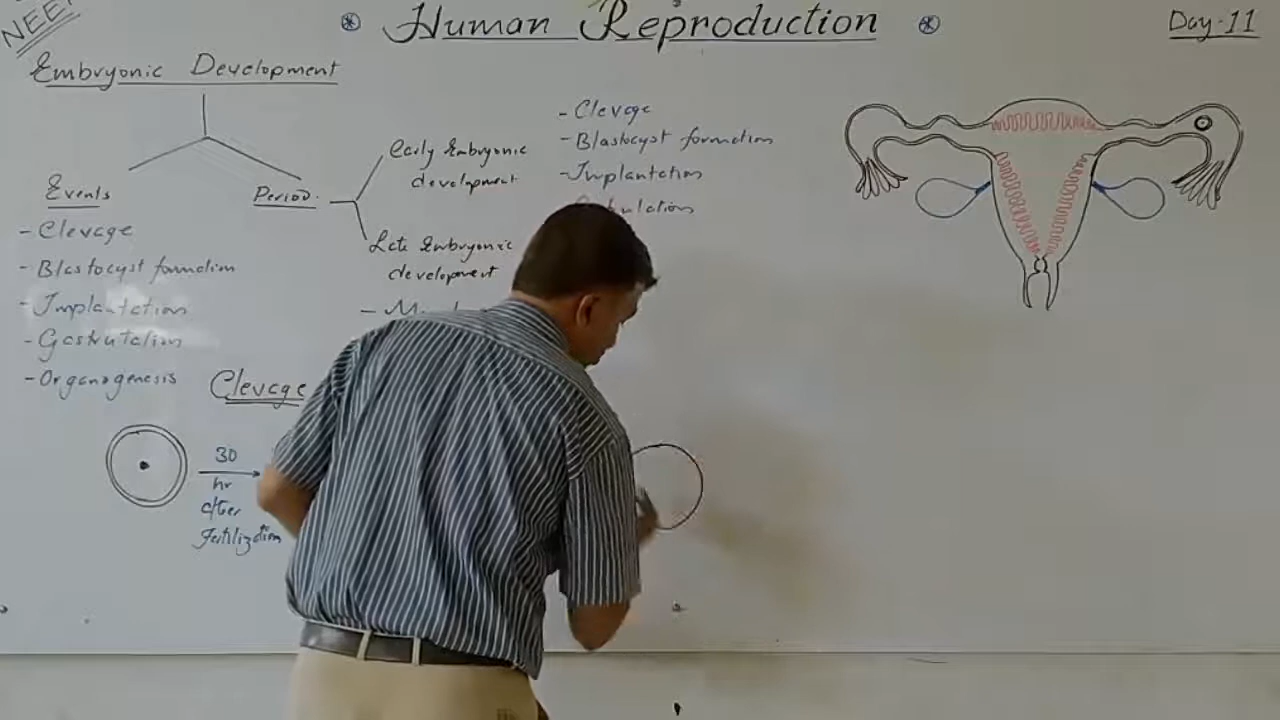 NEET
Human Reproduction
Day-11
Embryonic Development
Events
- Clevage
- Blastocyst formation
- Implantation
- Gastrulation
- Organogenesis
Period
Early Embryonic
development
Late Embryonic
development
- Clevage
- Blastocyst formation
- Implantation
Clevage
30
hr
after
Fertilization